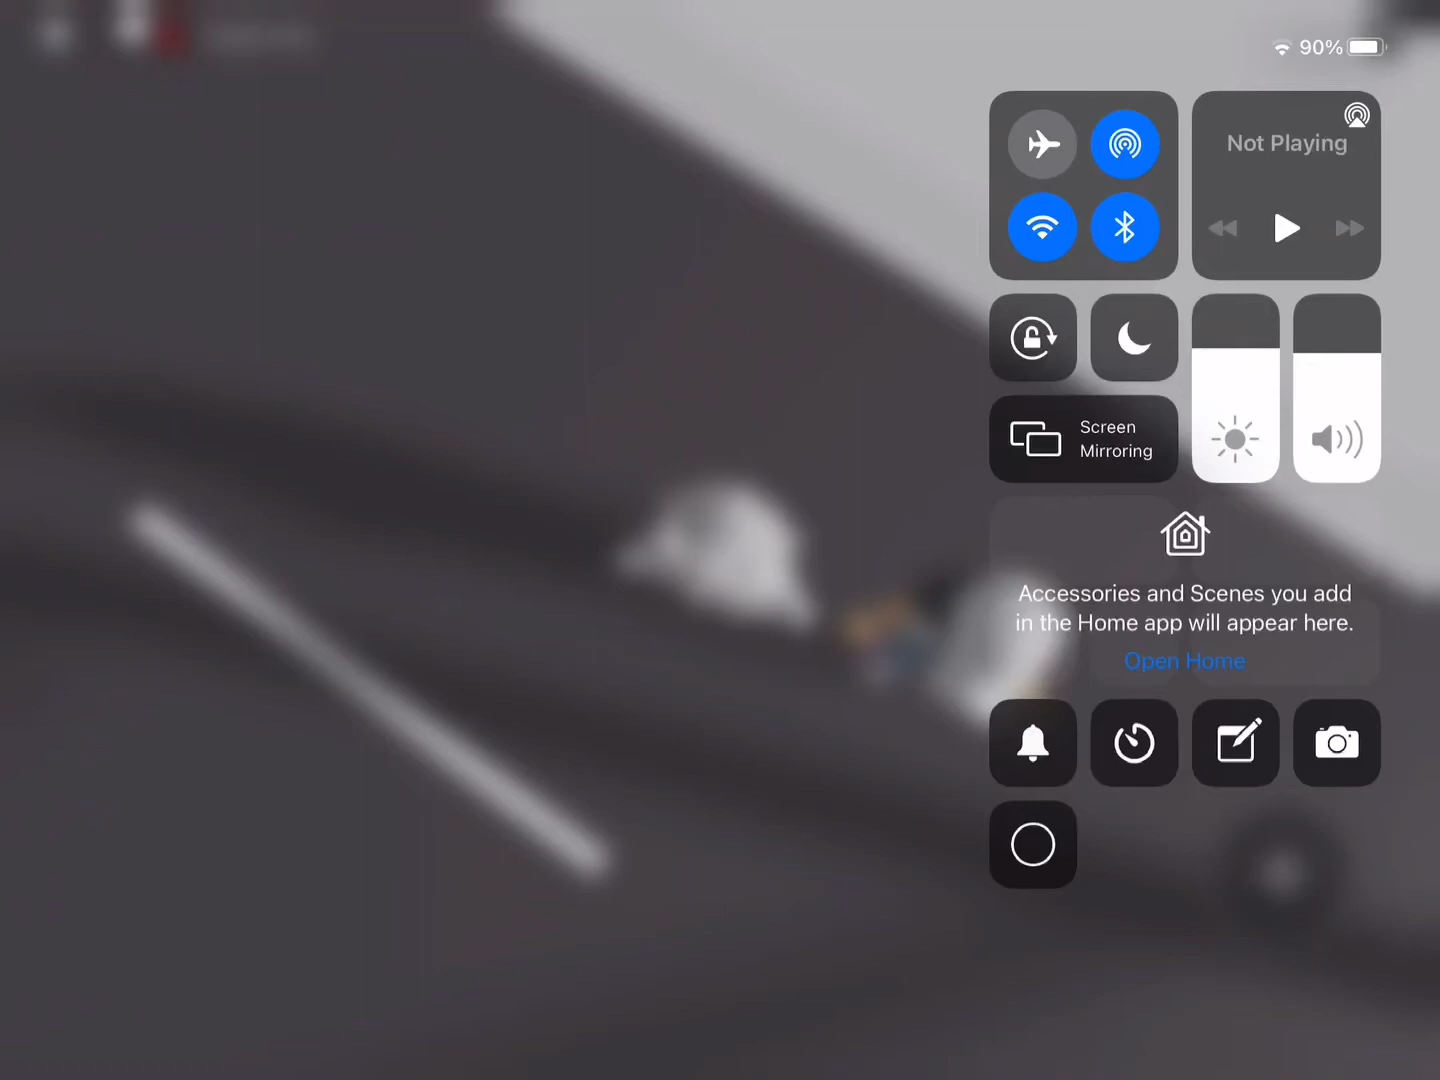 90%
Not Playing
Screen
Mirroring
Accessories and Scenes you add
in the Home app will appear here.
Open Home